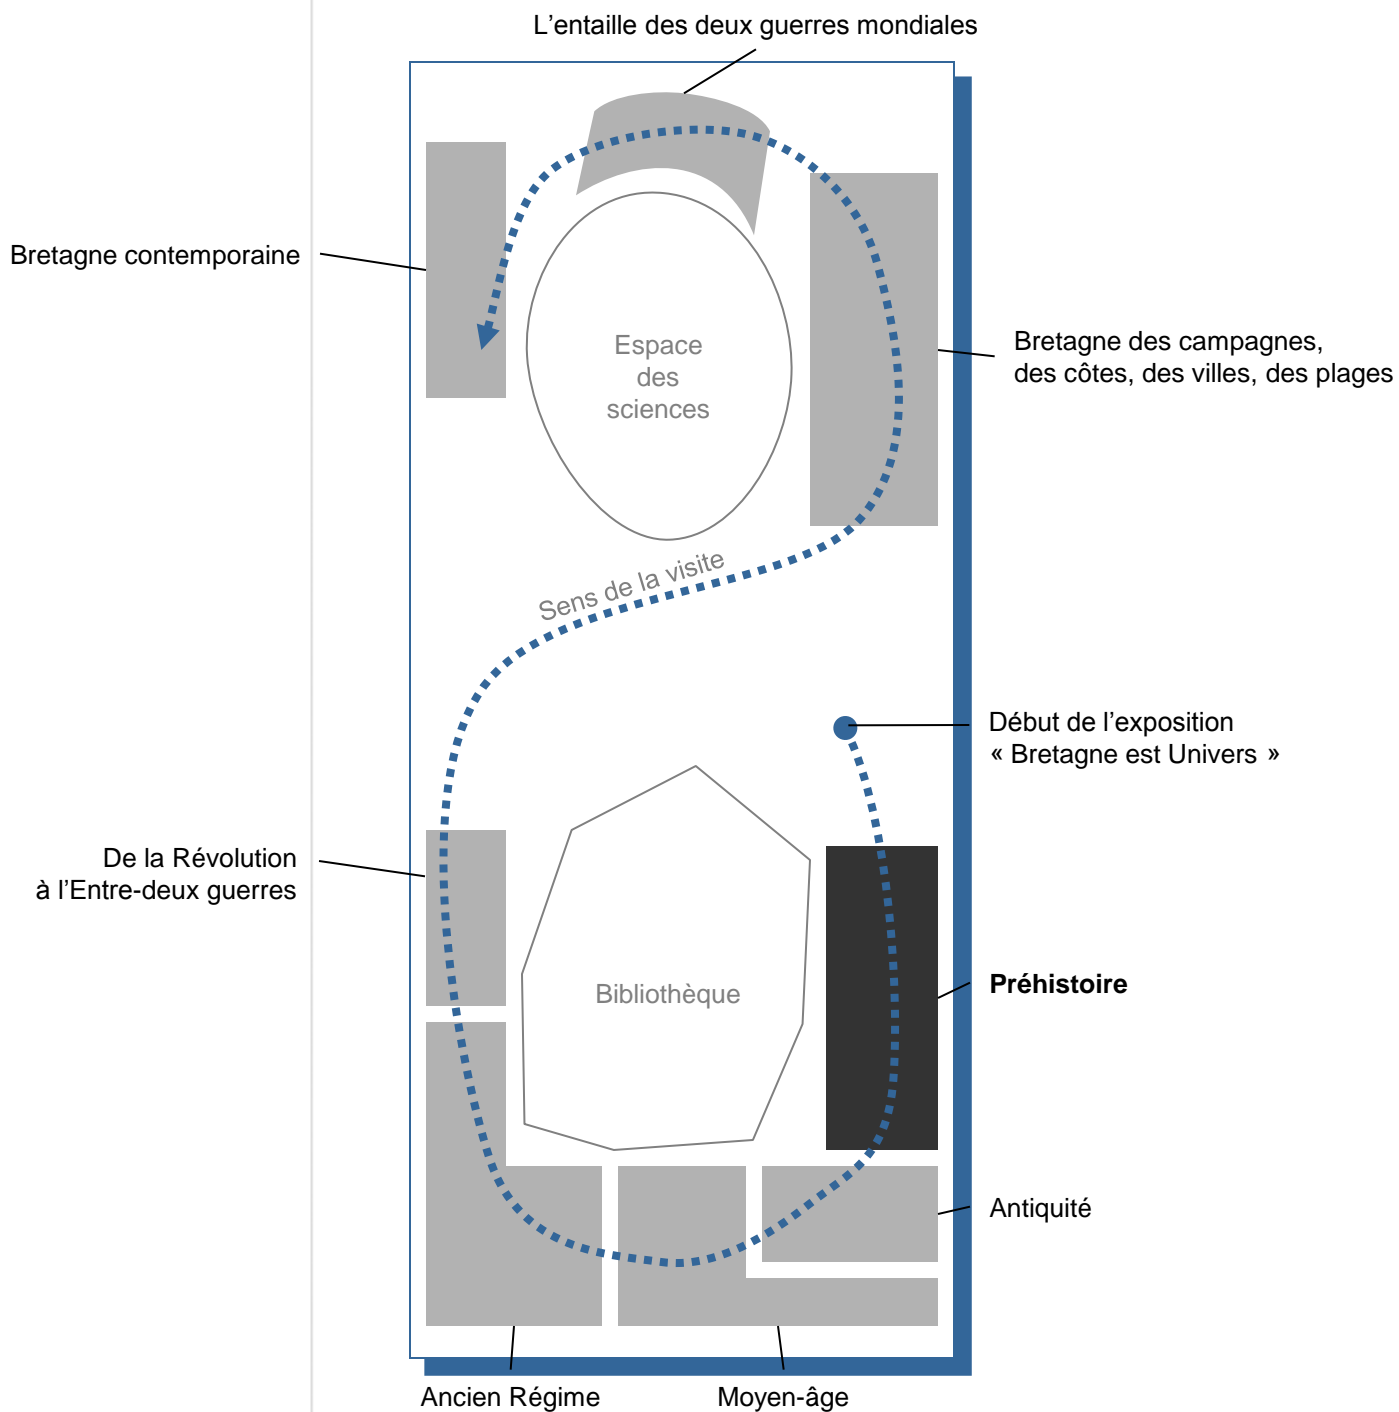 L’entaille des deux guerres mondiales
Bretagne contemporaine
Espace
des
sciences
Bretagne des campagnes,
des côtes, des villes, des plages
Sens de la visite
Début de l’exposition
« Bretagne est Univers »
De la Révolution
à l’Entre-deux guerres
Bibliothèque
Préhistoire
Antiquité
Ancien Régime
Moyen-âge